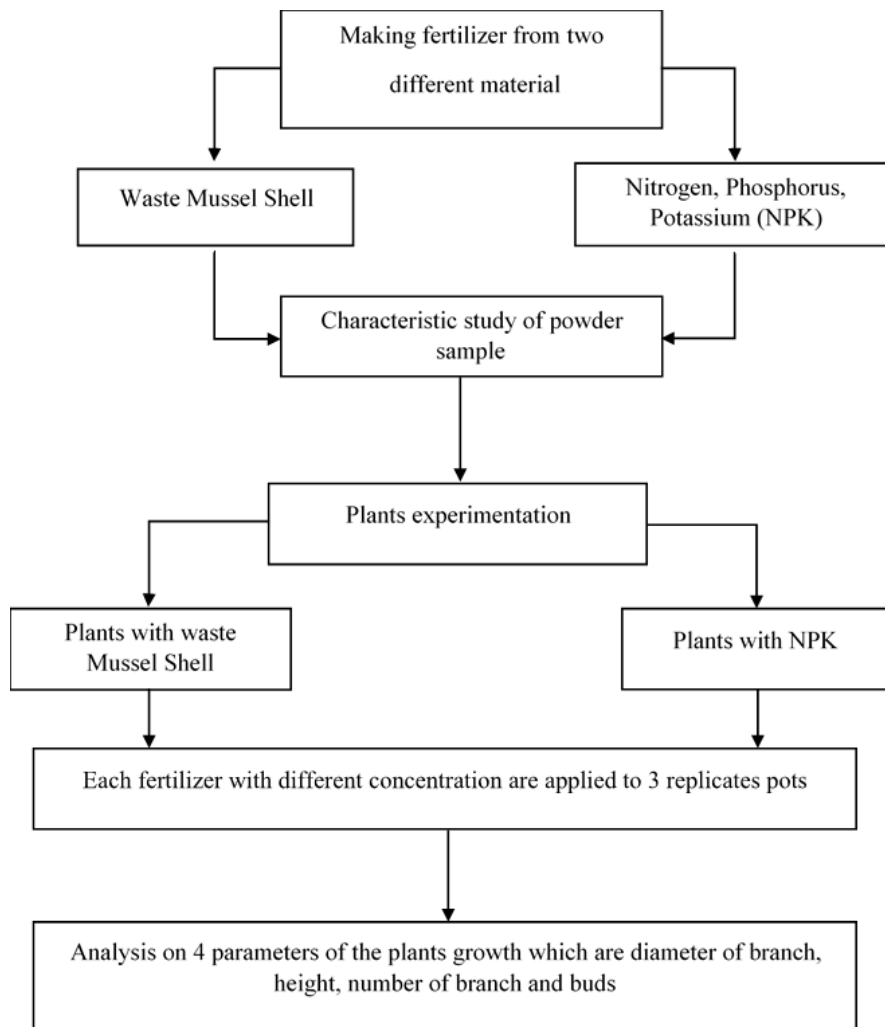 Making fertilizer from two
different material
Waste Mussel Shell
Nitrogen, Phosphorus,
Potassium (NPK)
Characteristic study of powder
sample
Plants experimentation
Plants with waste
Mussel Shell
Plants with NPK
Each fertilizer with different concentration are applied to 3 replicates pots
Analysis on 4 parameters of the plants growth which are diameter of branch,
height, number of branch and buds